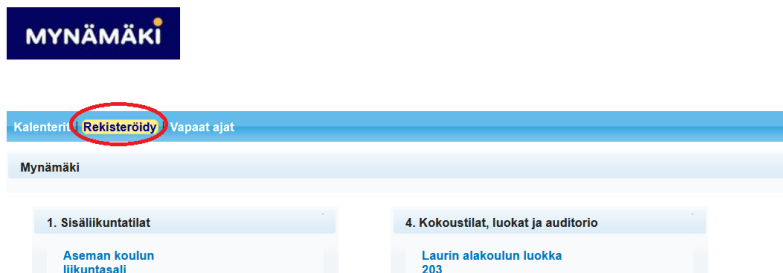 MYNÄMÄKI
Kalenterit Rekisteröidy Vapaat ajat
Mynämäki
1. Sisäliikuntatilat
Aseman koulun
liikuntasali
4. Kokoustilat, luokat ja auditorio
Laurin alakoulun luokka
203